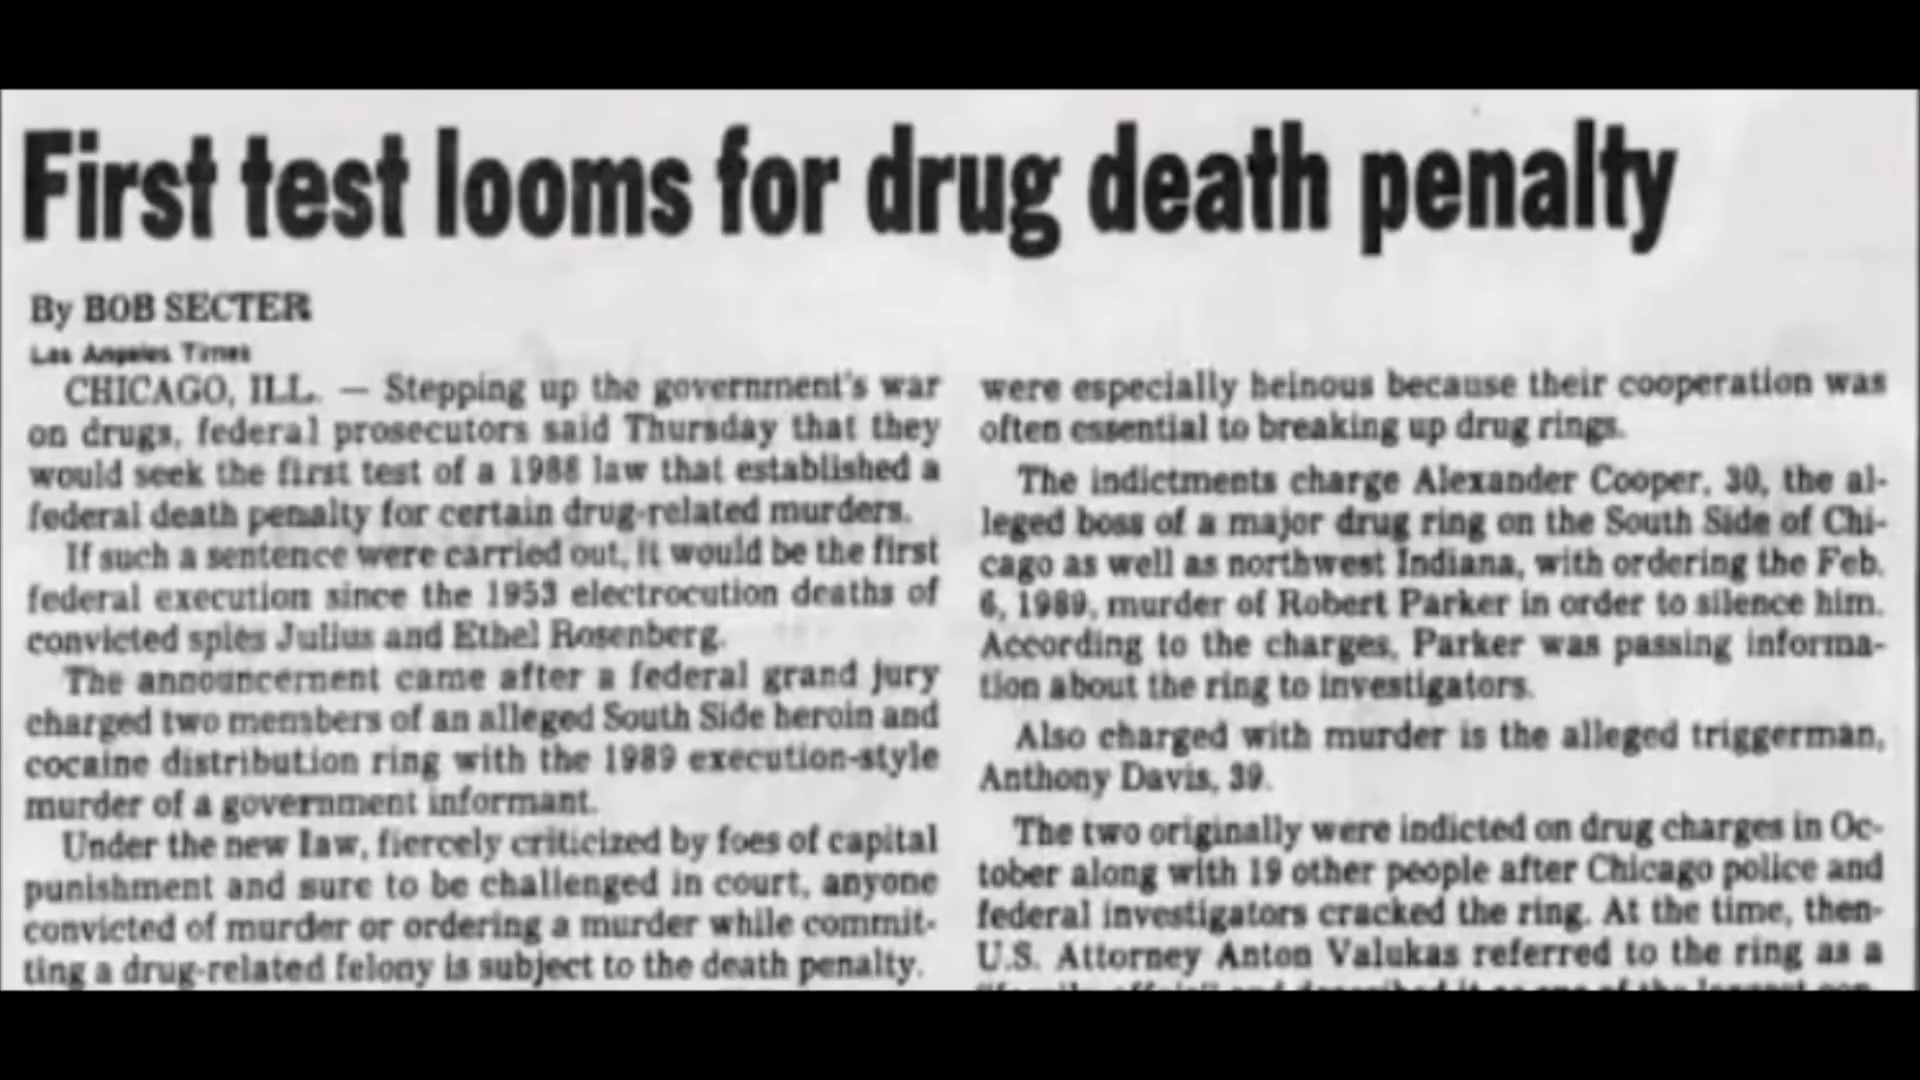 First test looms for drug death penalty
By BOB SECTER
Los Angeles Times
CHICAGO, ILL. — Stepping up the government's war
on drugs, federal prosecutors said Thursday that they
would seek the first test of a 1988 law that established a
federal death penalty for certain drug-related murders.
If such a sentence were carried out, it would be the first
federal execution since the 1953 electrocution deaths of
convicted spies Julius and Ethel Rosenberg.
The announcement came after a federal grand jury
charged two members of an alleged South Side heroin and
cocaine distribution ring with the 1989 execution-style
murder of a government informant.
Under the new law, fiercely criticized by foes of capital
punishment and sure to be challenged in court, anyone
convicted of murder or ordering a murder while commit-
ting a drug-related felony is subject to the death penalty.
were especially heinous because their cooperation was
often essential to breaking up drug rings.
The indictments charge Alexander Cooper, 30, the al-
leged boss of a major drug ring on the South Side of Chi-
cago as well as northwest Indiana, with ordering the Feb.
6, 1989, murder of Robert Parker in order to silence him.
According to the charges, Parker was passing informa-
tion about the ring to investigators.
Also charged with murder is the alleged triggerman,
Anthony Davis, 39.
The two originally were indicted on drug charges in Oc-
tober along with 19 other people after Chicago police and
federal investigators cracked the ring. At the time, then-
U.S. Attorney Anton Valukas referred to the ring as a